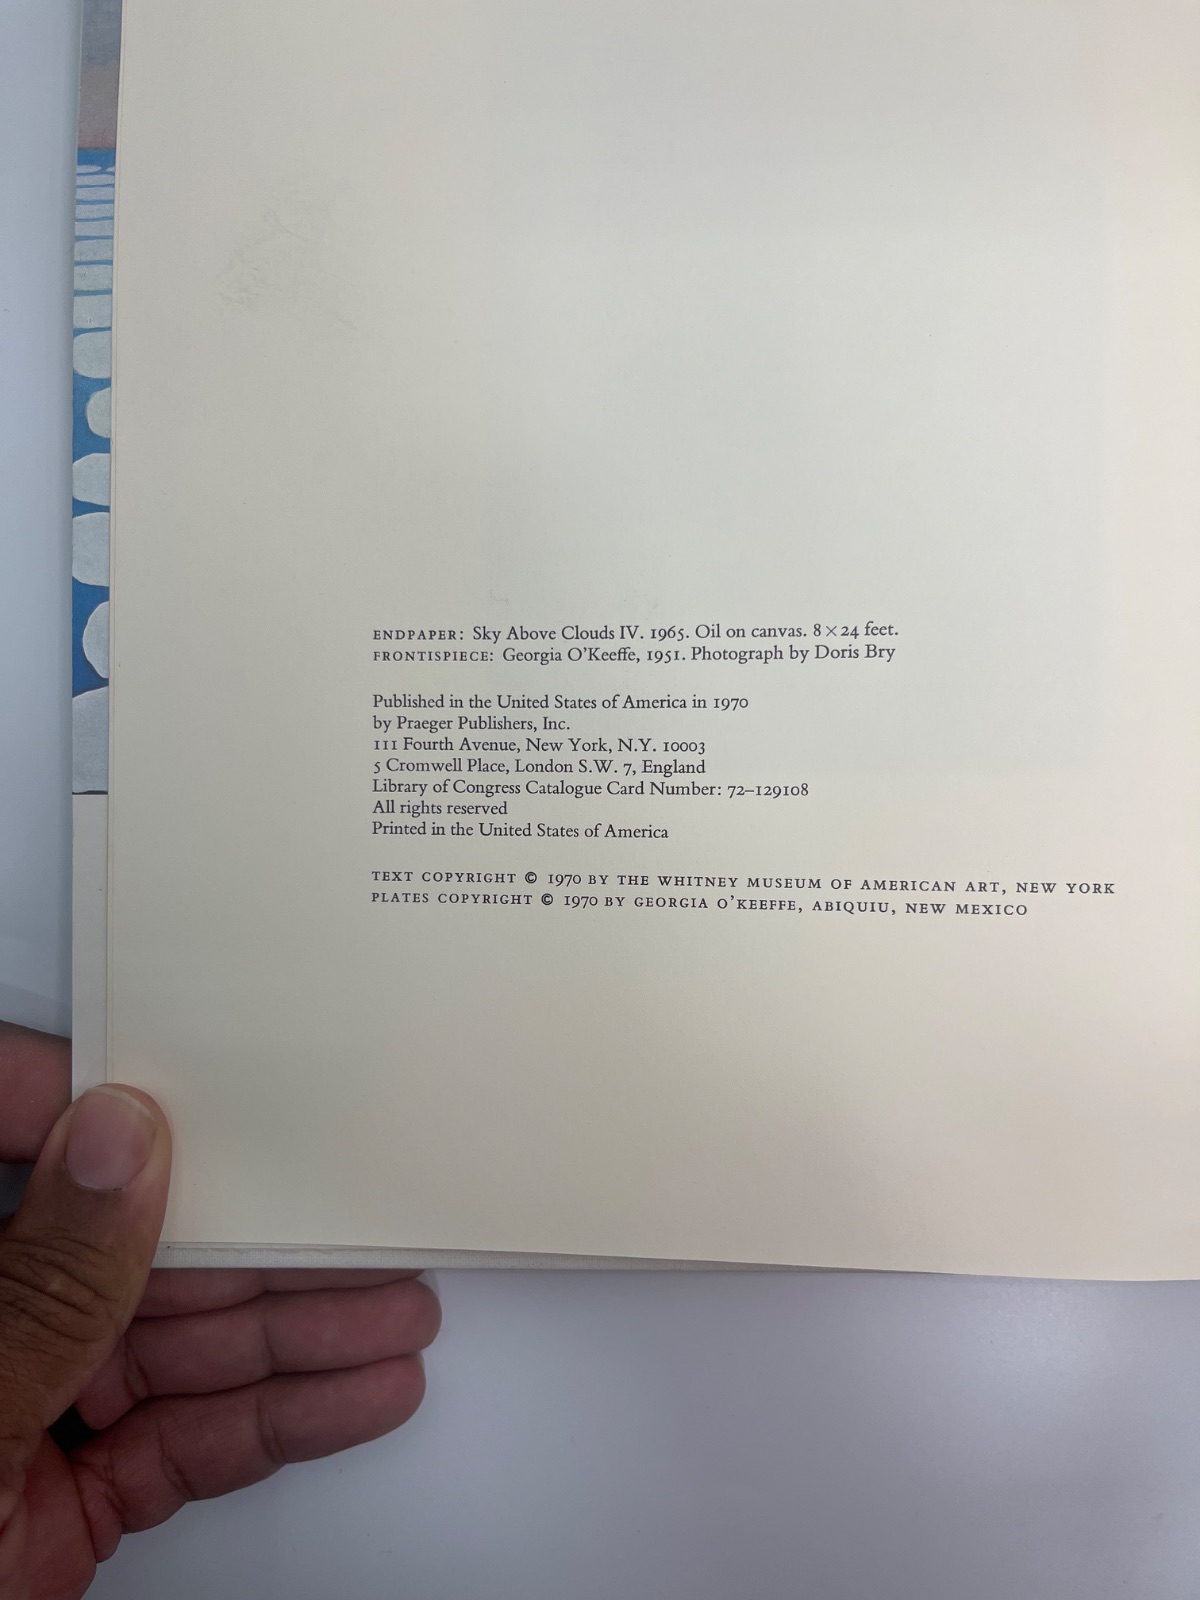 ENDPAPER: Sky Above Clouds IV. 1965. Oil on canvas. 8 × 24 feet.
FRONTISPIECE: Georgia O'Keeffe, 1951. Photograph by Doris Bry
Published in the United States of America in 1970
by Praeger Publishers, Inc.
111 Fourth Avenue, New York, N.Y. 10003
5 Cromwell Place, London S.W. 7, England
Library of Congress Catalogue Card Number: 72–129108
All rights reserved
Printed in the United States of America
TEXT COPYRIGHT © 1970 BY THE WHITNEY MUSEUM OF AMERICAN ART, NEW YORK
PLATES COPYRIGHT © 1970 BY GEORGIA O'KEEFFE, ABIQUIU, NEW MEXICO